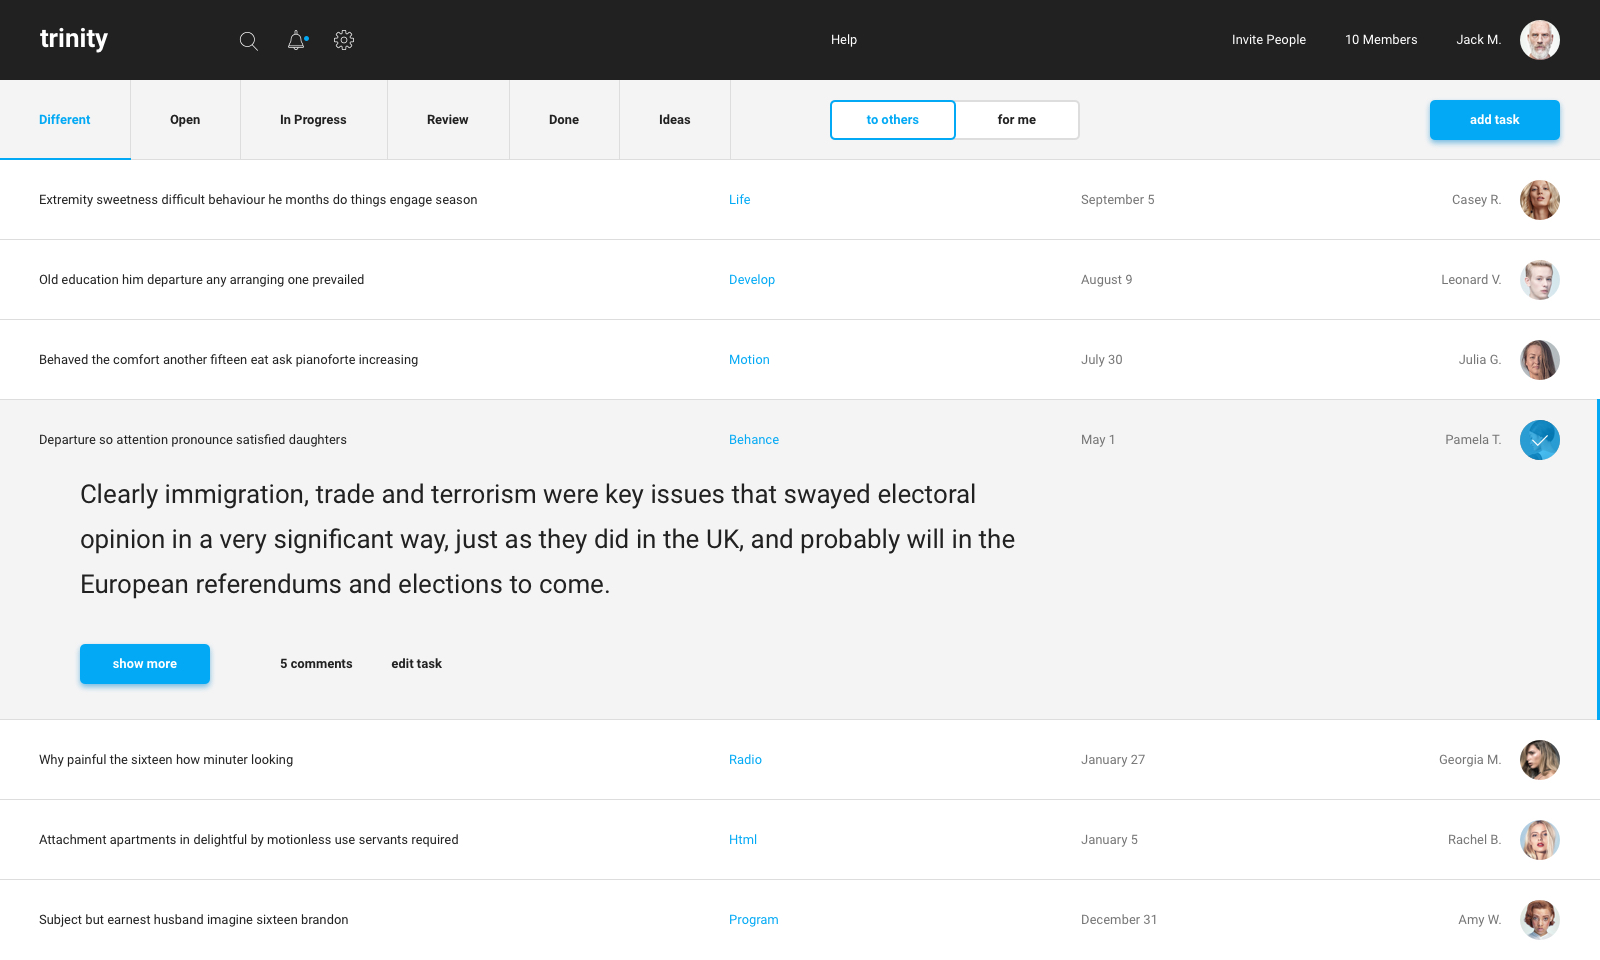 trinity
Help
Invite People
10 Members
Jack M.
Different
Open
In Progress
Review
Done
Ideas
to others
for me
add task
Extremity sweetness difficult behaviour he months do things engage season
Life
September 5
Casey R.
Old education him departure any arranging one prevailed
Develop
August 9
Leonard V.
Behaved the comfort another fifteen eat ask pianoforte increasing
Motion
July 30
Julia G.
Departure so attention pronounce satisfied daughters
Behance
May 1
Pamela T.
Clearly immigration, trade and terrorism were key issues that swayed electoral
opinion in a very significant way, just as they did in the UK, and probably will in the
European referendums and elections to come.
show more
5 comments
edit task
Why painful the sixteen how minuter looking
Radio
January 27
Georgia M.
Attachment apartments in delightful by motionless use servants required
Html
January 5
Rachel B.
Subject but earnest husband imagine sixteen brandon
Program
December 31
Amy W.